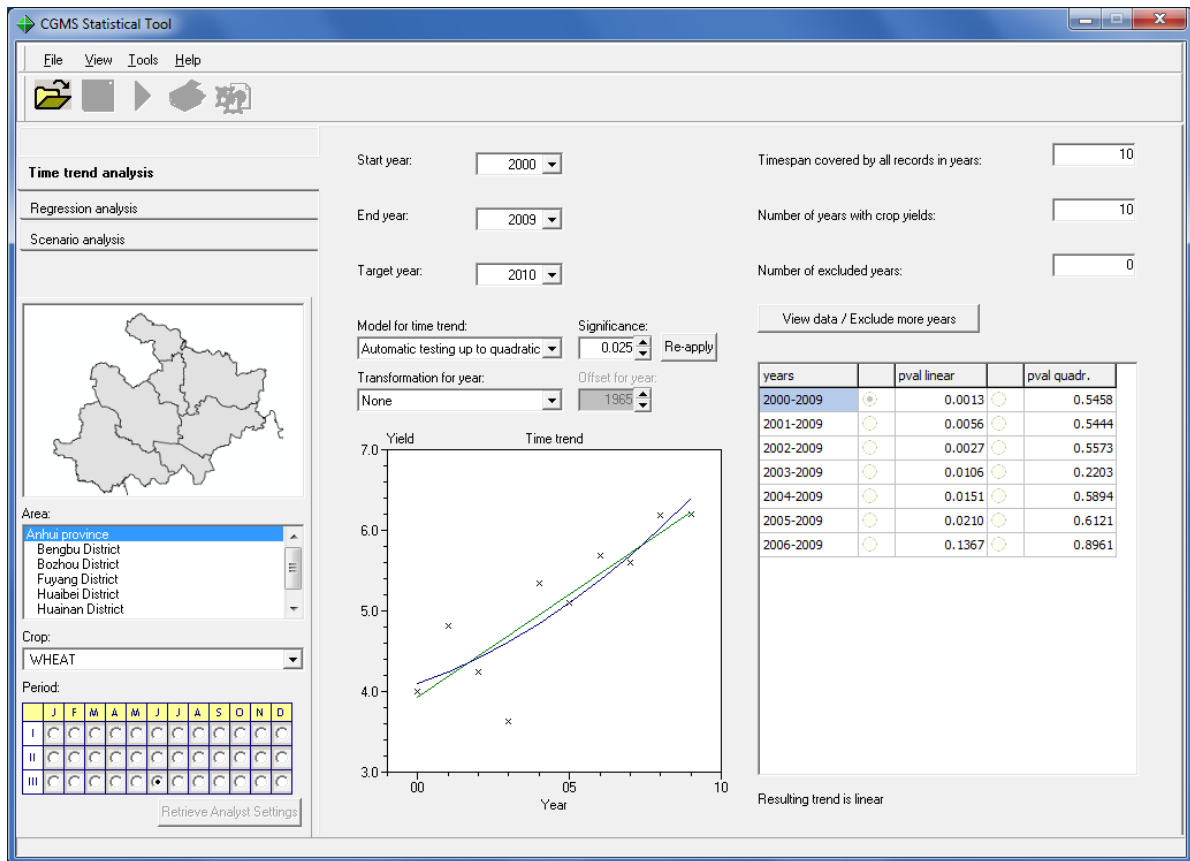 CGMS Statistical Tool
File View Tools Help
Time trend analysis
Regression analysis
Scenario analysis
Area:
Anhui province
Bengbu District
Bozhou District
Fuyang District
Huaibei District
Huainan District
Crop:
WHEAT
Period:
J F M A M J J A S O N D
I
II
III
Retrieve Analyst Settings
Start year: 2000
End year: 2009
Target year: 2010
Model for time trend: Significance:
Automatic testing up to quadratic 0.025 Re-apply
Transformation for year: Offset for year:
None 1965
Yield Time trend
7.0
6.0
5.0
4.0
3.0
00 05 10
Year
Timespan covered by all records in years: 10
Number of years with crop yields: 10
Number of excluded years: 0
View data / Exclude more years
years pval linear pval quadr.
2000-2009 0.0013 0.5458
2001-2009 0.0056 0.5444
2002-2009 0.0027 0.5573
2003-2009 0.0106 0.2203
2004-2009 0.0151 0.5894
2005-2009 0.0210 0.6121
2006-2009 0.1367 0.8961
Resulting trend is linear